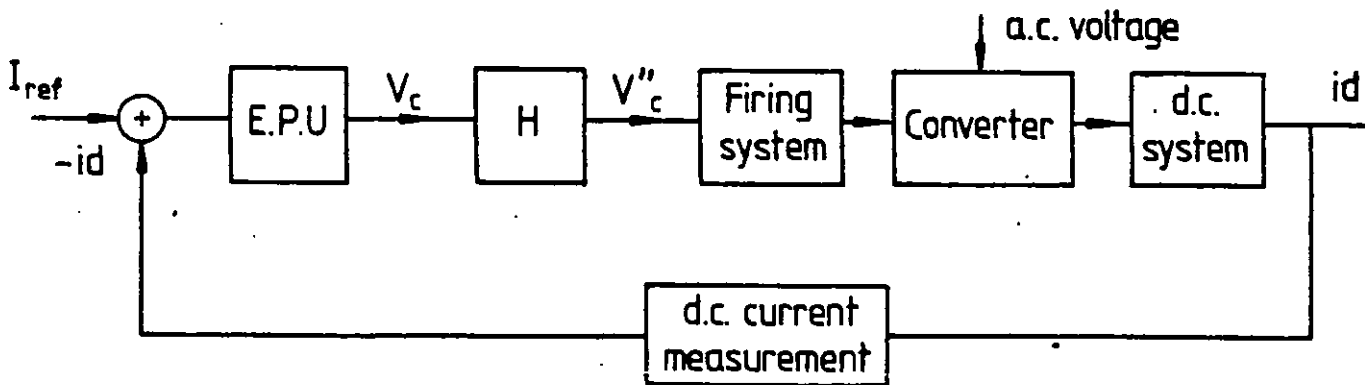 a.c. voltage
I_ref
+
-id
E.P.U
V_c
H
V''_c
Firing
system
Converter
d.c.
system
id
d.c. current
measurement